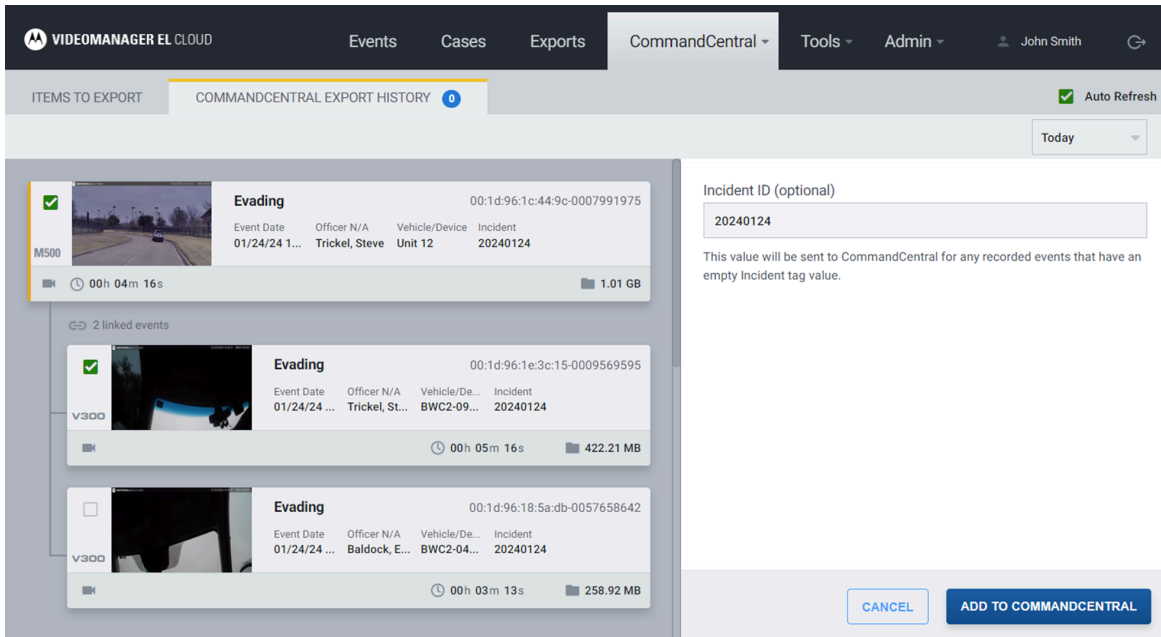 VIDEOMANAGER EL CLOUD
Events Cases Exports CommandCentral Tools Admin John Smith
ITEMS TO EXPORT COMMANDCENTRAL EXPORT HISTORY 0 Auto Refresh
Today
Evading 00:1d:96:1c:44:9c-0007991975
Event Date Officer N/A Vehicle/Device Incident
01/24/24 1... Trickel, Steve Unit 12 20240124
M500
00h 04m 16s 1.01 GB
2 linked events
Evading 00:1d:96:1e:3c:15-0009569595
Event Date Officer N/A Vehicle/De... Incident
01/24/24 ... Trickel, St... BWC2-09... 20240124
V300
00h 05m 16s 422.21 MB
Evading 00:1d:96:18:5a:db-0057658642
Event Date Officer N/A Vehicle/De... Incident
01/24/24 ... Baldock, E... BWC2-04... 20240124
V300
00h 03m 13s 258.92 MB
Incident ID (optional)
20240124
This value will be sent to CommandCentral for any recorded events that have an
empty Incident tag value.
CANCEL ADD TO COMMANDCENTRAL